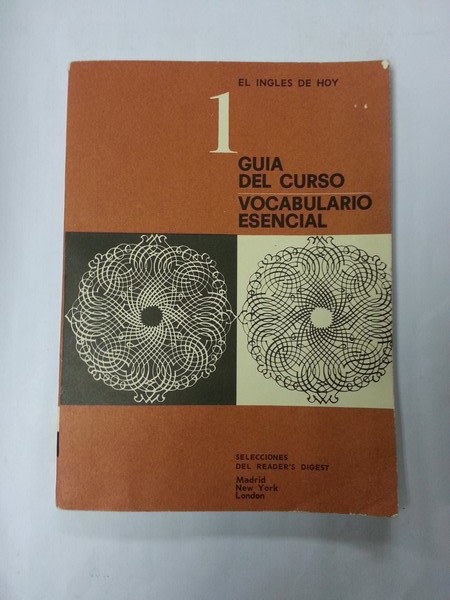 EL INGLES DE HOY
1
GUIA
DEL CURSO
VOCABULARIO
ESENCIAL
SELECCIONES
DEL READER'S DIGEST
Madrid
New York
London